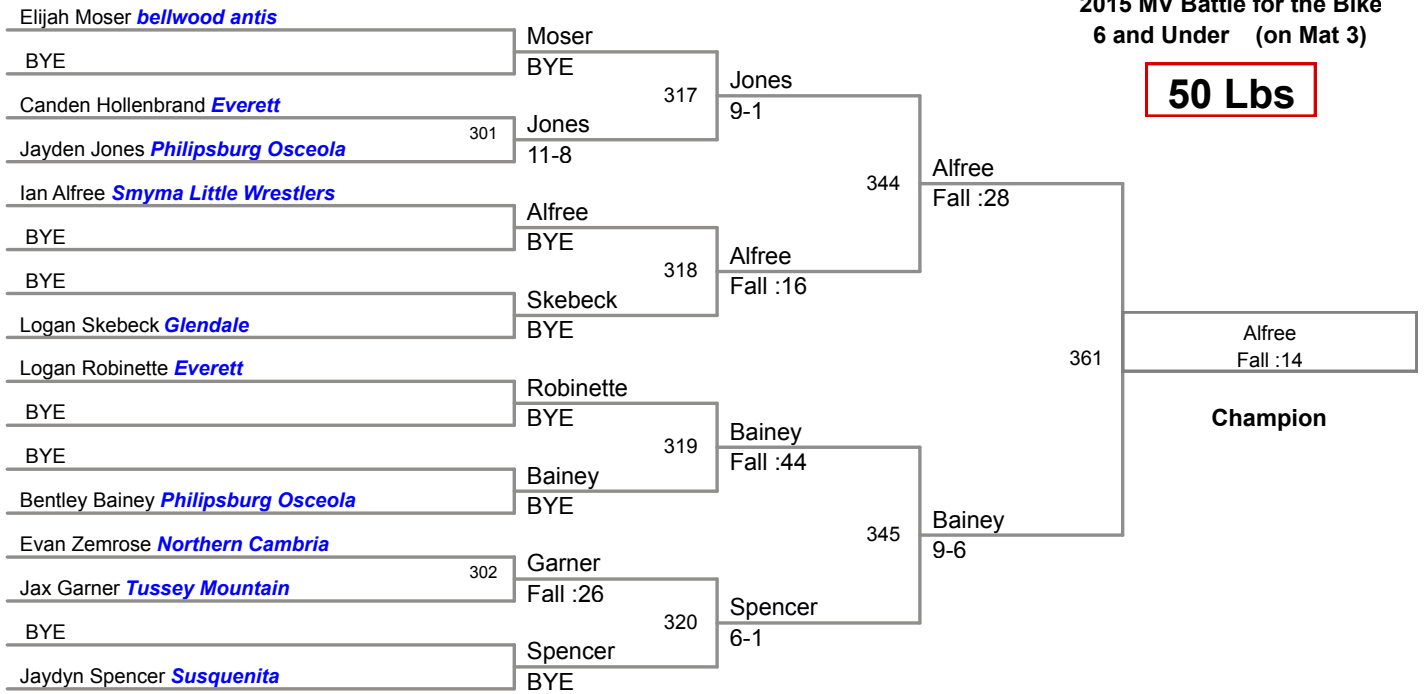 2015 MV Battle for the Bike
6 and Under (on Mat 3)
50 Lbs
Elijah Moser bellwood antis
BYE
Canden Hollenbrand Everett
301
Jayden Jones Philipsburg Osceola
Ian Alfree Smyma Little Wrestlers
BYE
BYE
Logan Skebeck Glendale
Logan Robinette Everett
BYE
BYE
Bentley Bainey Philipsburg Osceola
Evan Zemrose Northern Cambria
302
Jax Garner Tussey Mountain
BYE
Jaydyn Spencer Susquenita
Moser
BYE
317
Jones
11-8
Alfree
BYE
318
Skebeck
BYE
Robinette
BYE
319
Bainey
BYE
Garner
Fall :26
320
Spencer
BYE
Jones
9-1
344
Alfree
Fall :16
Bainey
Fall :44
345
Spencer
6-1
Alfree
Fall :28
361
Bainey
9-6
Alfree
Fall :14
Champion